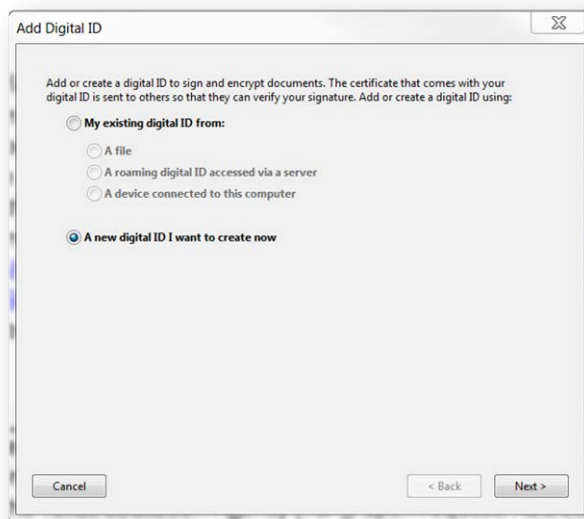 Add Digital ID
Add or create a digital ID to sign and encrypt documents. The certificate that comes with your
digital ID is sent to others so that they can verify your signature. Add or create a digital ID using:
My existing digital ID from:
A file
A roaming digital ID accessed via a server
A device connected to this computer
A new digital ID I want to create now
Cancel
< Back
Next >